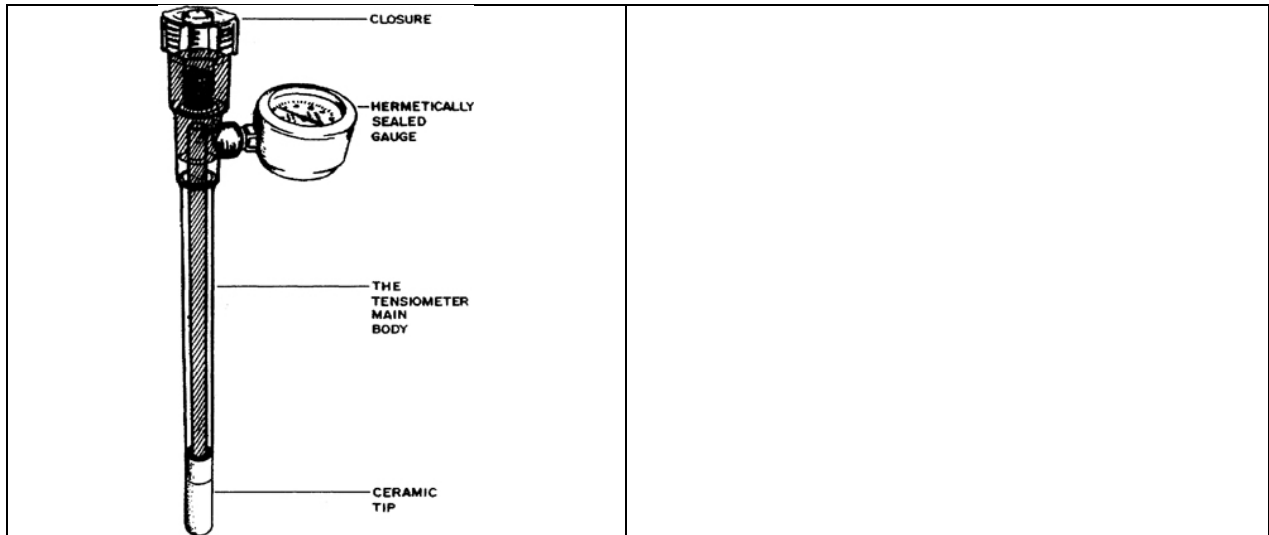 CLOSURE
HERMETICALLY
SEALED
GAUGE
THE
TENSIOMETER
MAIN
BODY
CERAMIC
TIP